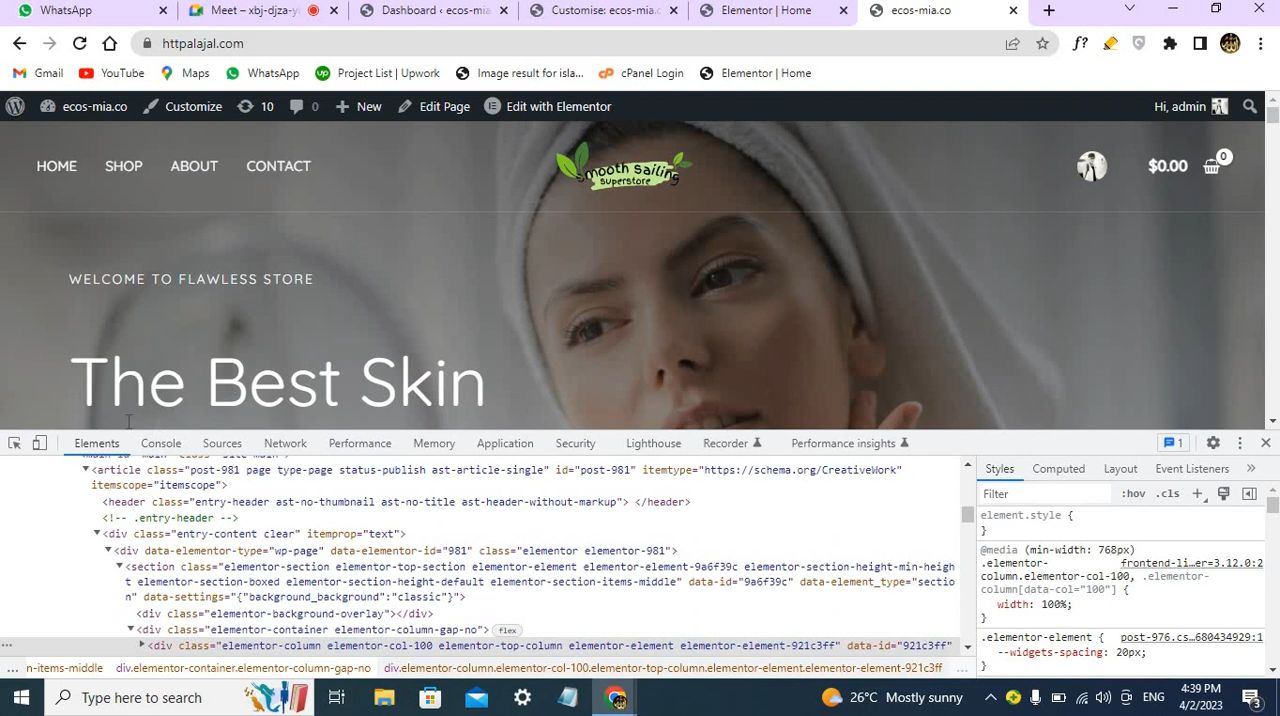 WhatsApp
Meet – xbj-djza-yi
Dashboard ‹ ecos-mia
Customise: ecos-mia.c
Elementor | Home
ecos-mia.co
httpalajal.com
Gmail
YouTube
Maps
WhatsApp
Project List | Upwork
Image result for isla...
cPanel Login
Elementor | Home
ecos-mia.co
Customize
10
0
New
Edit Page
Edit with Elementor
Hi, admin
HOME
SHOP
ABOUT
CONTACT
smooth sailing
superstore
$0.00
0
WELCOME TO FLAWLESS STORE
The Best Skin
Elements
Console
Sources
Network
Performance
Memory
Application
Security
Lighthouse
Recorder
Performance insights
1
<article class="post-981 page type-page status-publish ast-article-single" id="post-981" itemtype="https://schema.org/CreativeWork"
itemscope="itemscope">
<header class="entry-header ast-no-thumbnail ast-no-title ast-header-without-markup"> </header>
<!-- .entry-header -->
<div class="entry-content clear" itemprop="text">
<div data-elementor-type="wp-page" data-elementor-id="981" class="elementor elementor-981">
<section class="elementor-section elementor-top-section elementor-element elementor-element-9a6f39c elementor-section-height-min-heigh
t elementor-section-boxed elementor-section-height-default elementor-section-items-middle" data-id="9a6f39c" data-element_type="sectio
n" data-settings="{"background_background":"classic"}">
<div class="elementor-background-overlay"></div>
<div class="elementor-container elementor-column-gap-no">
flex
<div class="elementor-column elementor-col-100 elementor-top-column elementor-element elementor-element-921c3ff" data-id="921c3ff"
n-items-middle
div.elementor-container.elementor-column-gap-no
div.elementor-column.elementor-col-100.elementor-top-column.elementor-element.elementor-element-921c3ff
...
Styles
Computed
Layout
Event Listeners
Filter
:hov
.cls
element.style {
}
@media (min-width: 768px)
.elementor-
frontend-li…er=3.12.0:2
column.elementor-col-100, .elementor-
column[data-col="100"] {
width: 100%;
}
.elementor-element {
post-976.cs…680434929:1
--widgets-spacing: 20px;
}
Type here to search
26°C Mostly sunny
ENG
4:39 PM
4/2/2023
3